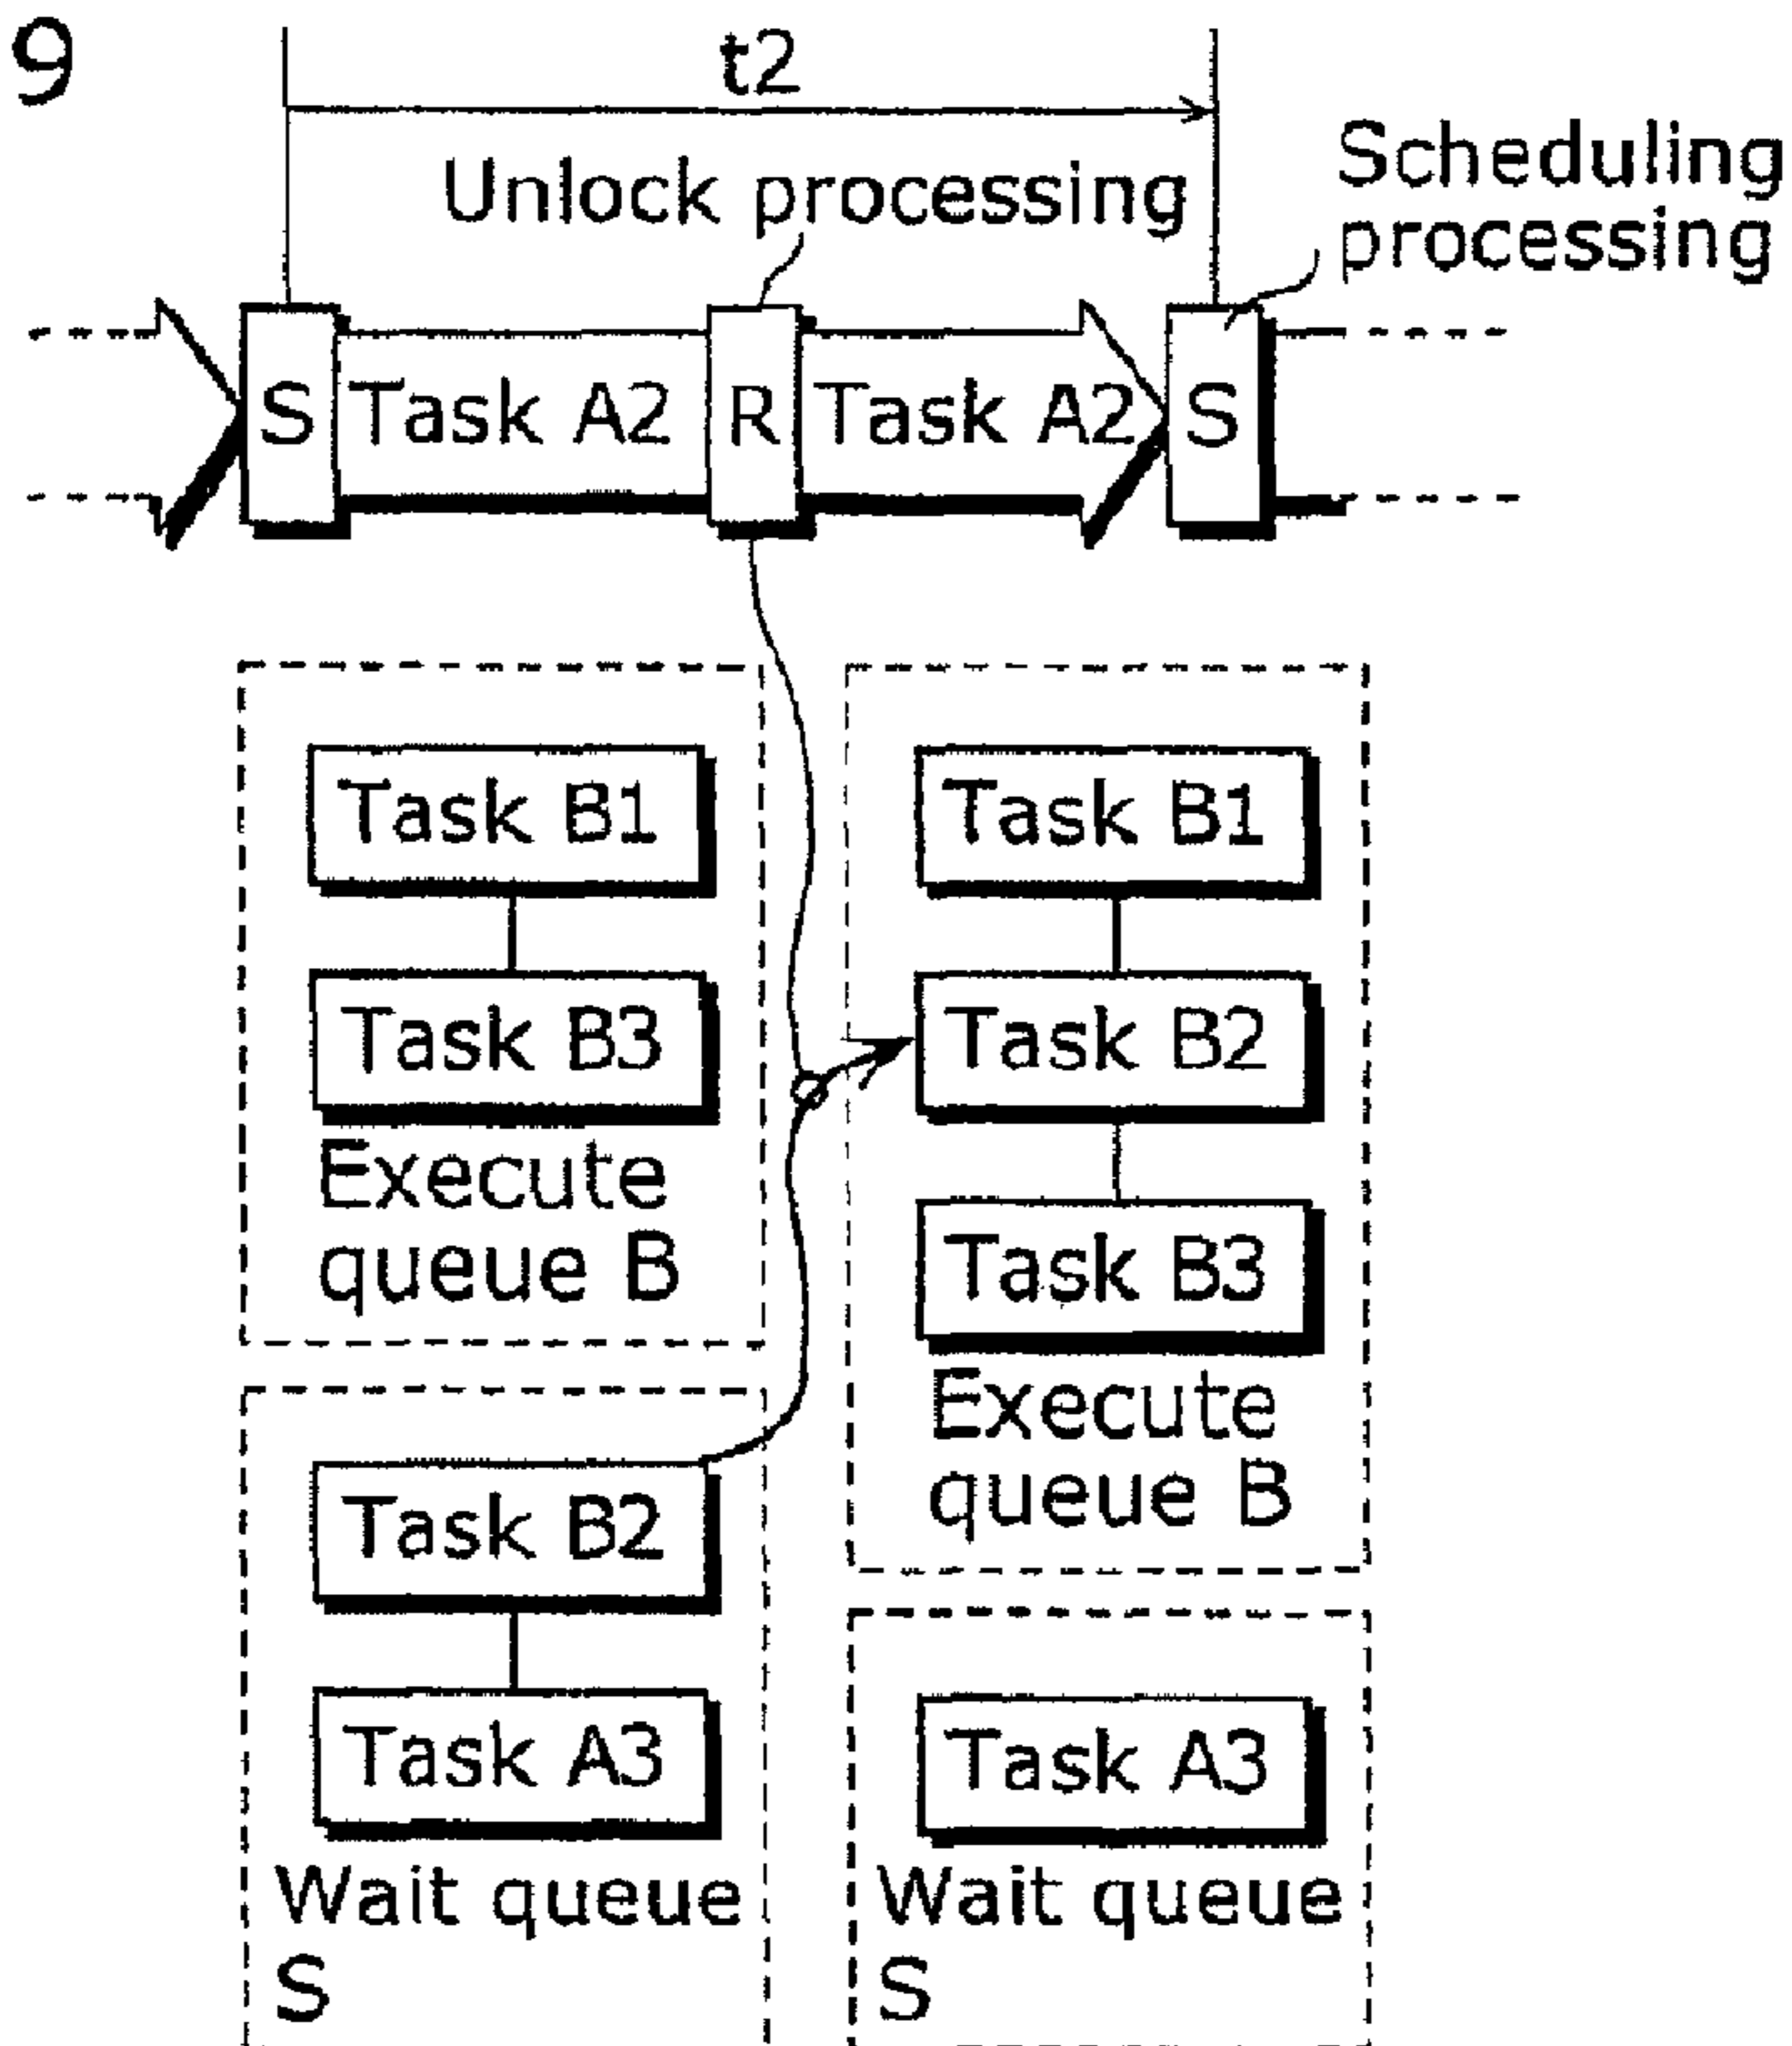 9
t2
Unlock processing
Scheduling
processing
S
Task A2
R
Task A2
S
Task B1
Task B3
Execute
queue B
Task B2
Task A3
Wait queue
S
Task B1
Task B2
Task B3
Execute
queue B
Task A3
Wait queue
S